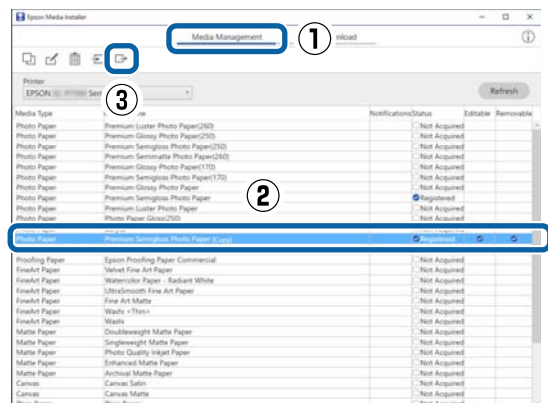 Epson Media Installer
Media Management
nload
1
3
Printer
EPSON
Seri
Refresh
Media Type
Notifications Status Editable Removable
Photo Paper Premium Luster Photo Paper(260) Not Acquired
Photo Paper Premium Glossy Photo Paper(250) Not Acquired
Photo Paper Premium Semigloss Photo Paper(250) Not Acquired
Photo Paper Premium Semimatte Photo Paper(260) Not Acquired
Photo Paper Premium Glossy Photo Paper(170) Not Acquired
Photo Paper Premium Semigloss Photo Paper(170) Not Acquired
Photo Paper Premium Glossy Photo Paper Not Acquired
Photo Paper Premium Semigloss Photo Paper Registered
Photo Paper Premium Luster Photo Paper Not Acquired
Photo Paper Photo Paper Gloss(250) Not Acquired
2
Photo Paper Premium Semigloss Photo Paper (Copy) Registered
Proofing Paper Epson Proofing Paper Commercial Not Acquired
FineArt Paper Velvet Fine Art Paper Not Acquired
FineArt Paper Watercolor Paper - Radiant White Not Acquired
FineArt Paper UltraSmooth Fine Art Paper Not Acquired
FineArt Paper Fine Art Matte Not Acquired
FineArt Paper Washi <Thin> Not Acquired
FineArt Paper Washi Not Acquired
Matte Paper Doubleweight Matte Paper Not Acquired
Matte Paper Singleweight Matte Paper Not Acquired
Matte Paper Photo Quality Inkjet Paper Not Acquired
Matte Paper Enhanced Matte Paper Not Acquired
Matte Paper Archival Matte Paper Not Acquired
Canvas Canvas Satin Not Acquired
Canvas Canvas Matte Not Acquired